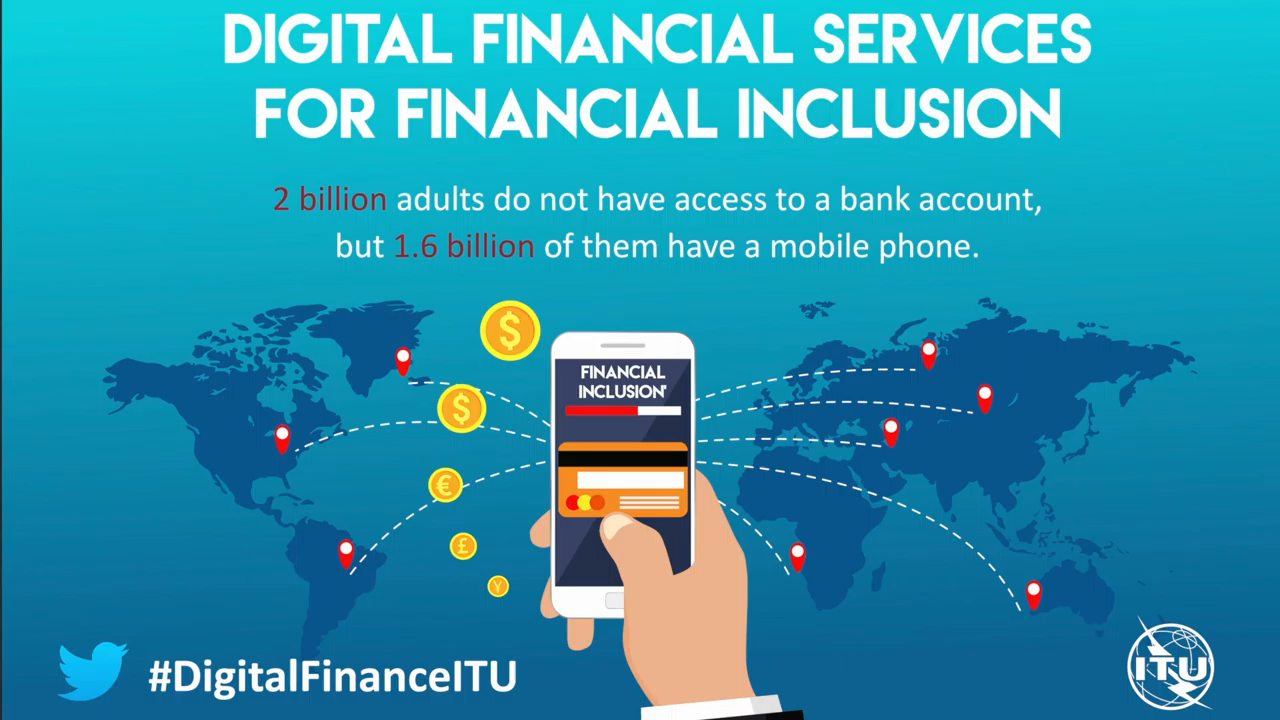 DIGITAL FINANCIAL SERVICES
FOR FINANCIAL INCLUSION
2 billion adults do not have access to a bank account,
but 1.6 billion of them have a mobile phone.
$
$
€
£
Y
FINANCIAL
INCLUSION
#DigitalFinanceITU
ITU